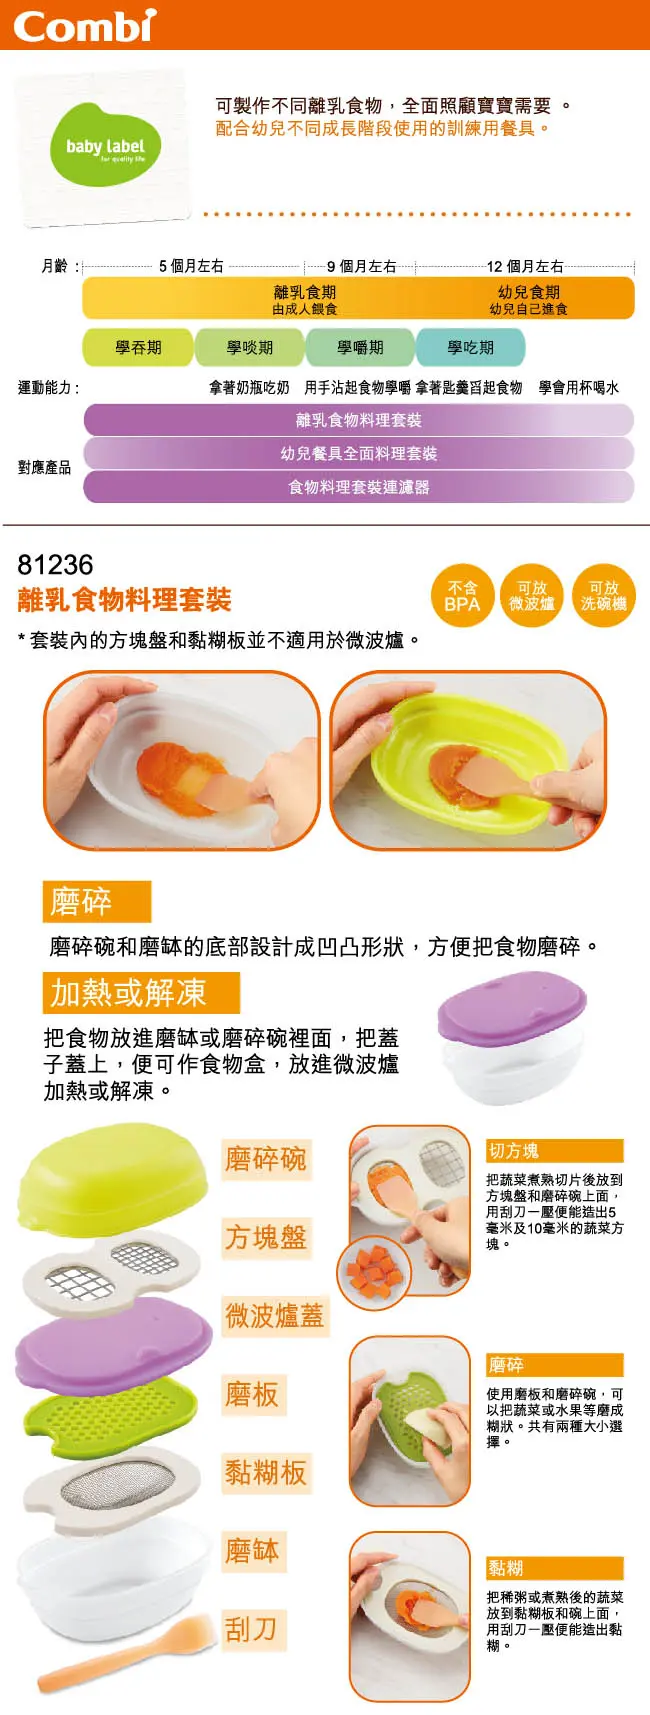 Combi
baby label
for quality life
可製作不同離乳食物，全面照顧寶寶需要 。
配合幼兒不同成長階段使用的訓練用餐具。
月齡 : 5 個月左右 9 個月左右 12 個月左右
離乳食期 幼兒食期
由成人餵食 幼兒自己進食
學吞期 學啖期 學嚼期 學吃期
運動能力 : 拿著奶瓶吃奶 用手沾起食物學嚼 拿著匙羹舀起食物 學會用杯喝水
對應產品
離乳食物料理套裝
幼兒餐具全面料理套裝
食物料理套裝連濾器
81236
離乳食物料理套裝
不含
BPA
可放
微波爐
可放
洗碗機
* 套裝內的方塊盤和黏糊板並不適用於微波爐。
磨碎
磨碎碗和磨缽的底部設計成凹凸形狀，方便把食物磨碎。
加熱或解凍
把食物放進磨缽或磨碎碗裡面，把蓋
子蓋上，便可作食物盒，放進微波爐
加熱或解凍。
磨碎碗
方塊盤
微波爐蓋
磨板
黏糊板
磨缽
刮刀
切方塊
把蔬菜煮熟切片後放到
方塊盤和磨碎碗上面，
用刮刀一壓便能造出5
毫米及10毫米的蔬菜方
塊。
磨碎
使用磨板和磨碎碗，可
以把蔬菜或水果等磨成
糊狀。共有兩種大小選
擇。
黏糊
把稀粥或煮熟後的蔬菜
放到黏糊板和碗上面，
用刮刀一壓便能造出黏
糊。